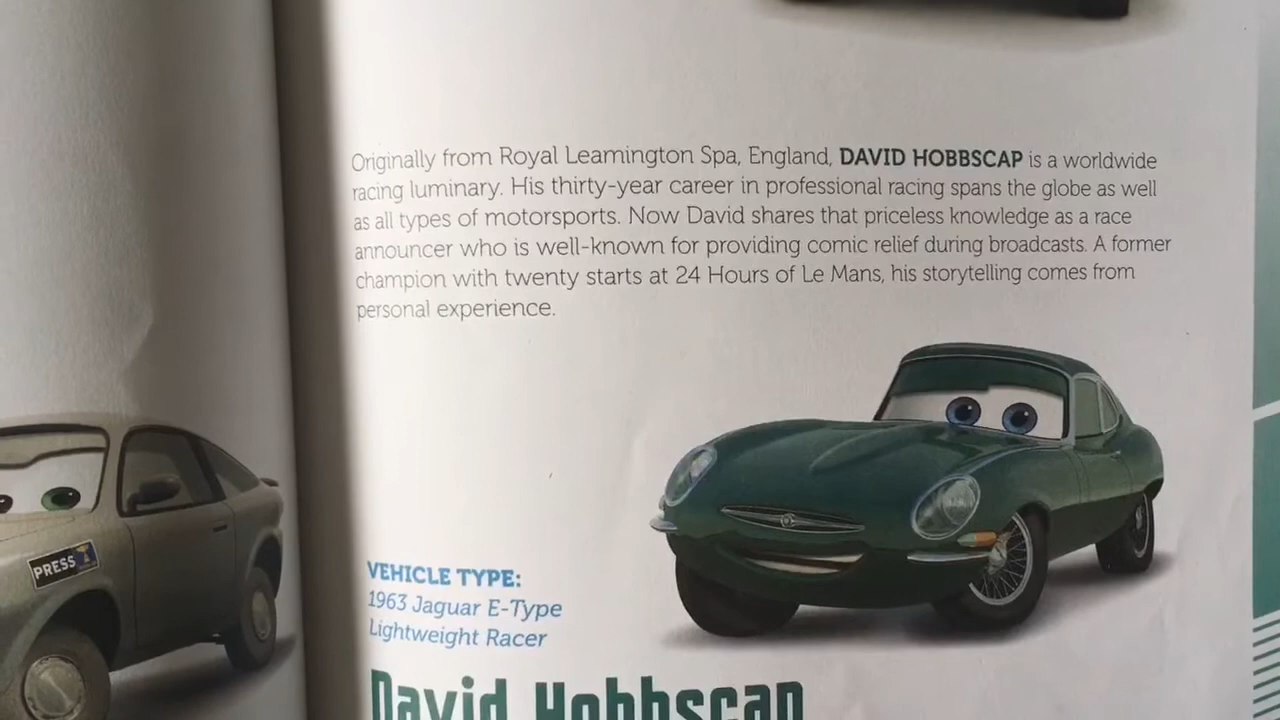 Originally from Royal Leamington Spa, England, DAVID HOBBSCAP is a worldwide
racing luminary. His thirty-year career in professional racing spans the globe as well
as all types of motorsports. Now David shares that priceless knowledge as a race
announcer who is well-known for providing comic relief during broadcasts. A former
champion with twenty starts at 24 Hours of Le Mans, his storytelling comes from
personal experience.
PRESS
VEHICLE TYPE:
1963 Jaguar E-Type
Lightweight Racer
David Hobbscap